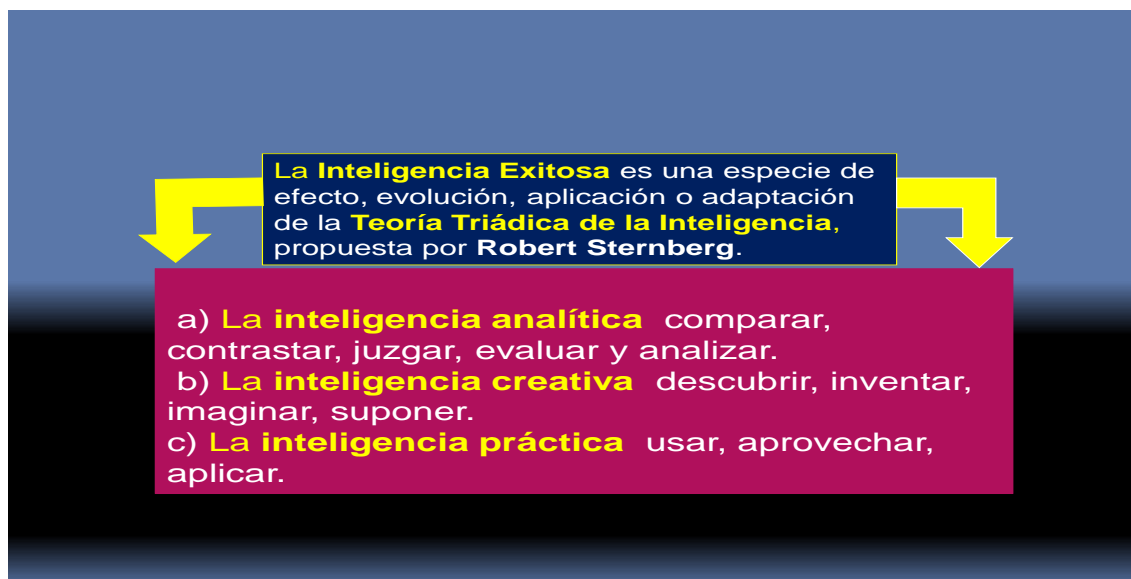 La Inteligencia Exitosa es una especie de
efecto, evolución, aplicación o adaptación
de la Teoría Triádica de la Inteligencia,
propuesta por Robert Sternberg.
a) La inteligencia analítica comparar,
contrastar, juzgar, evaluar y analizar.
b) La inteligencia creativa descubrir, inventar,
imaginar, suponer.
c) La inteligencia práctica usar, aprovechar,
aplicar.